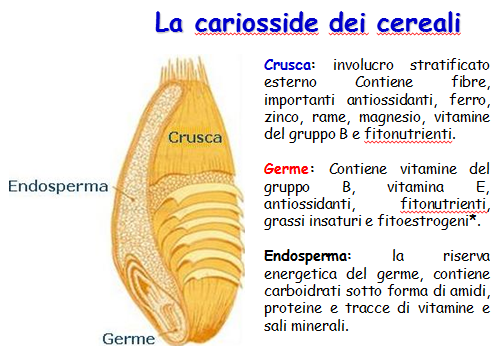 La cariosside dei cereali
Crusca: involucro stratificato
esterno Contiene fibre,
importanti antiossidanti, ferro,
zinco, rame, magnesio, vitamine
del gruppo B e fitonutrienti.
Germe: Contiene vitamine del
gruppo B, vitamina E,
antiossidanti, fitonutrienti,
grassi insaturi e fitoestrogeni*.
Endosperma: la riserva
energetica del germe, contiene
carboidrati sotto forma di amidi,
proteine e tracce di vitamine e
sali minerali.
Crusca
Endosperma
Germe